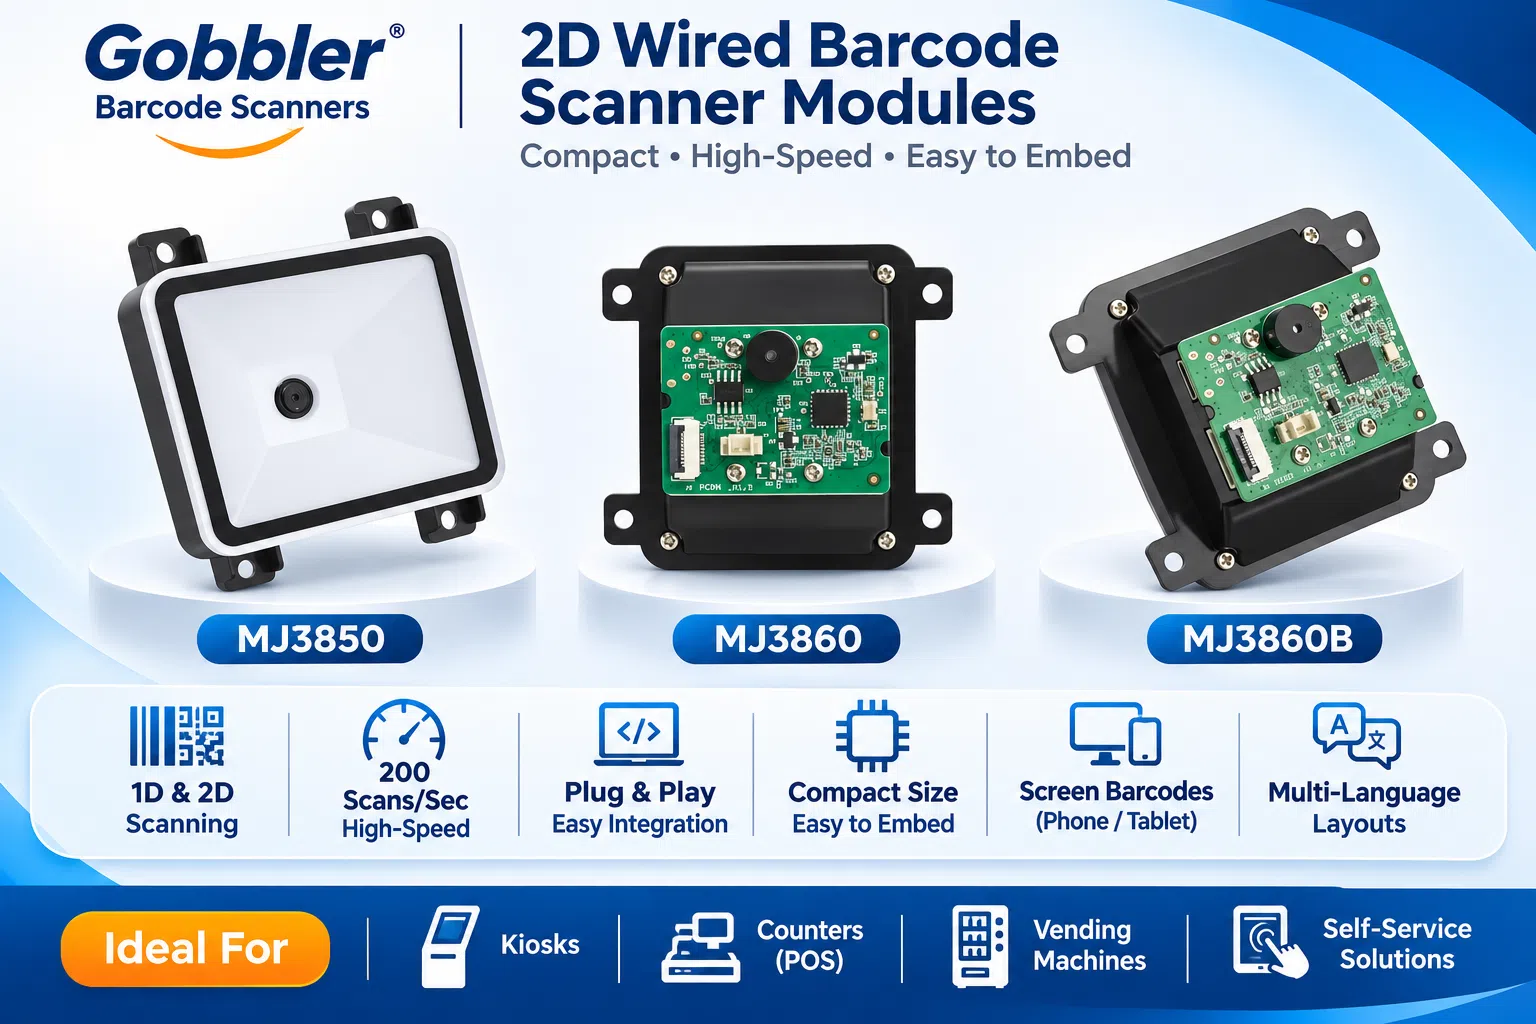 Gobbler®
Barcode Scanners
2D Wired Barcode
Scanner Modules
Compact • High-Speed • Easy to Embed
MJ3850
MJ3860
MJ3860B
1D & 2D
Scanning
200
Scans/Sec
High-Speed
</>
Plug & Play
Easy Integration
Compact Size
Easy to Embed
Screen Barcodes
(Phone / Tablet)
A
文
Multi-Language
Layouts
Ideal For
Kiosks
Counters
(POS)
Vending
Machines
Self-Service
Solutions